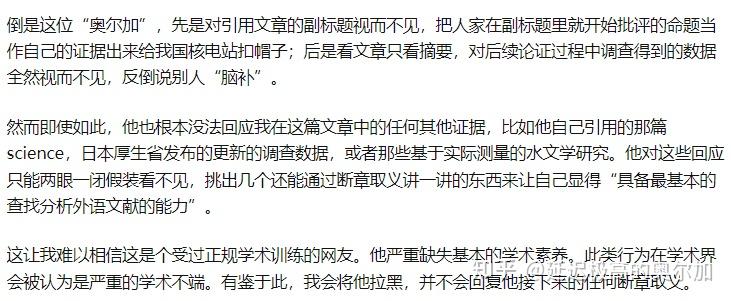 倒是这位“奥尔加”，先是对引用文章的副标题视而不见，把人家在副标题里就开始批评的命题当
作自己的证据出来给我国核电站扣帽子；后是看文章只看摘要，对后续论证过程中调查得到的数据
全然视而不见，反倒说别人“脑补”。
然而即使如此，他也根本没法回应我在这篇文章中的任何其他证据，比如他自己引用的那篇
science，日本厚生省发布的更新的调查数据，或者那些基于实际测量的水文学研究。他对这些回应
只能两眼一闭假装看不见，挑出几个还能通过断章取义讲一讲的东西来让自己显得“具备最基本的
查找分析外语文献的能力”。
这让我难以相信这是个受过正规学术训练的网友。他严重缺失基本的学术素养。此类行为在学术界
会被认为是严重的学术不端。有鉴于此，我会将他拉黑，并不会回复他接下来的任何断章取义。
知乎 @延迟极高的奥尔加